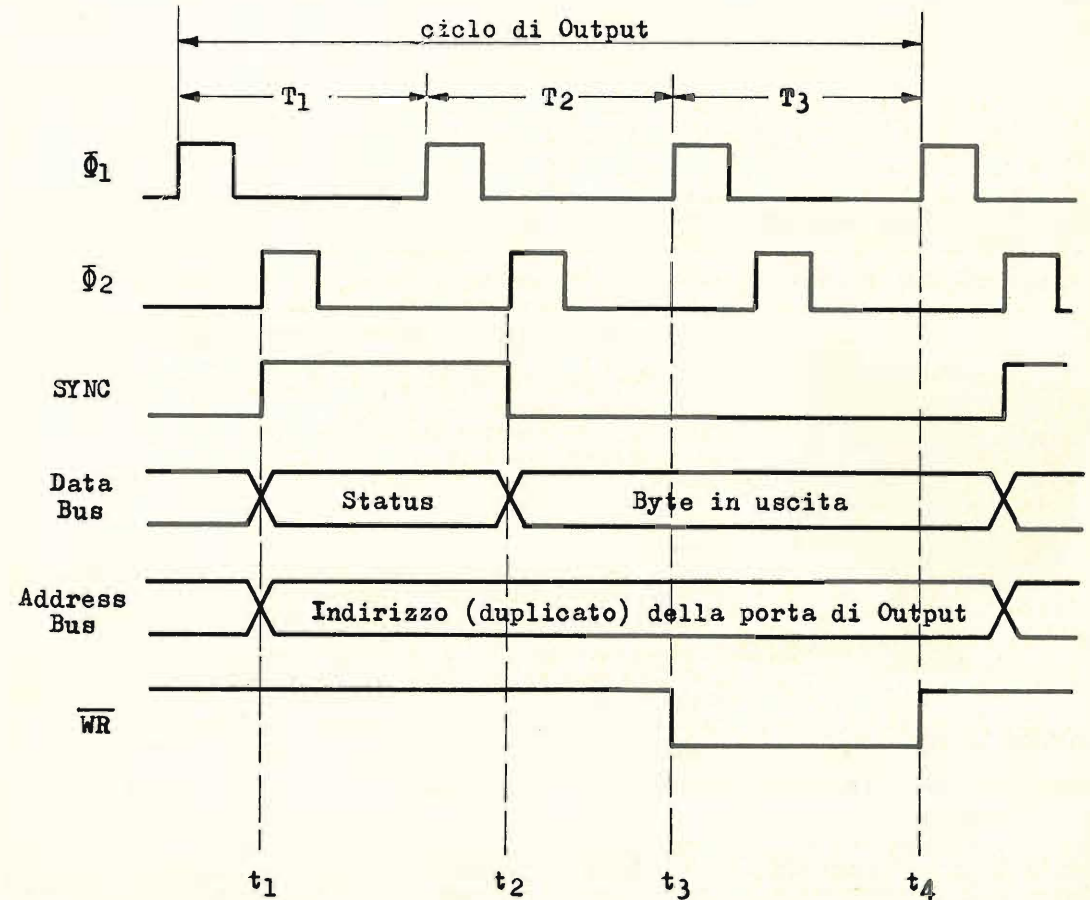 ciclo di Output
T1 T2 T3
Φ1
Φ2
SYNC
Data
Bus
Status Byte in uscita
Address
Bus
Indirizzo (duplicato) della porta di Output
W̅R̅
t1 t2 t3 t4